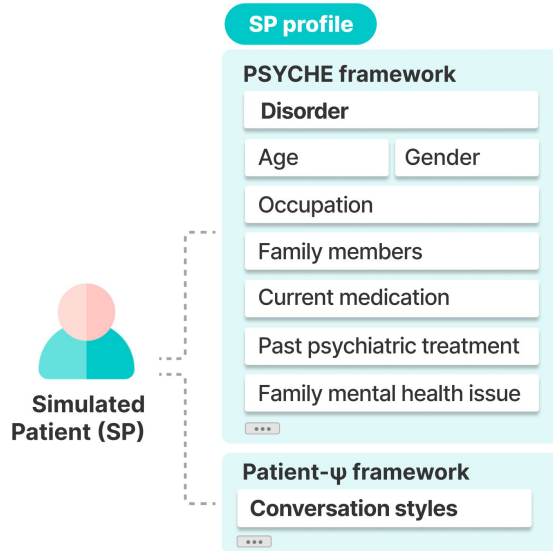 SP profile
PSYCHE framework
Disorder
Age
Gender
Occupation
Family members
Current medication
Past psychiatric treatment
Family mental health issue
Simulated
Patient (SP)
Patient-ψ framework
Conversation styles